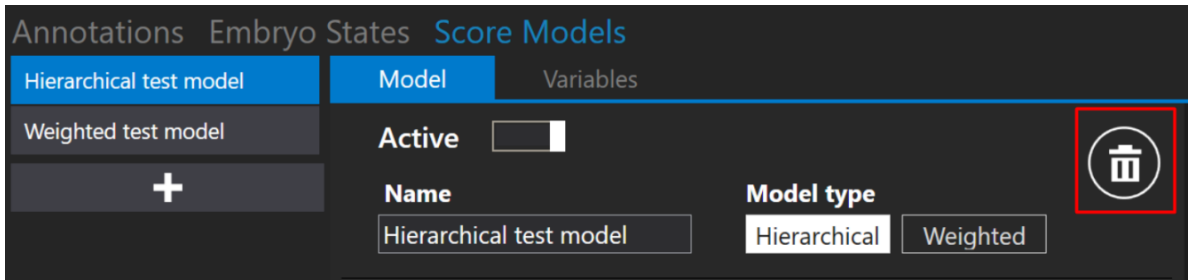 Annotations Embryo States Score Models
Hierarchical test model
Weighted test model
Model Variables
Active
Name
Hierarchical test model
Model type
Hierarchical Weighted